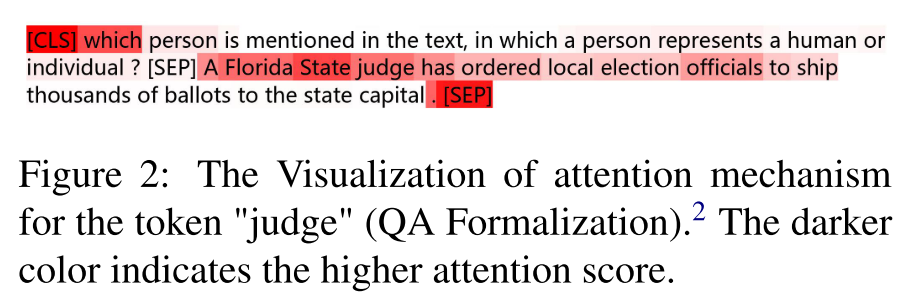 [CLS] which person is mentioned in the text, in which a person represents a human or
individual ? [SEP] A Florida State judge has ordered local election officials to ship
thousands of ballots to the state capital . [SEP]
Figure 2: The Visualization of attention mechanism
for the token "judge" (QA Formalization).2 The darker
color indicates the higher attention score.